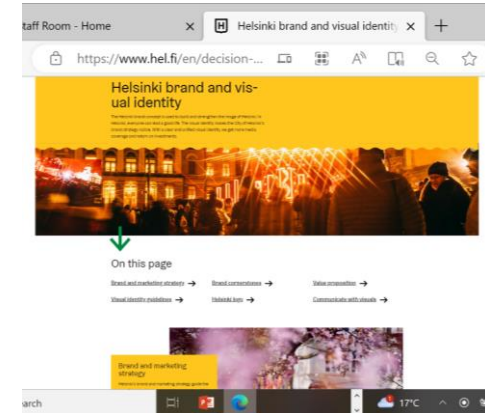 taff Room - Home
Helsinki brand and visual identit
https://www.hel.fi/en/decision-...
Helsinki brand and vis-
ual identity
On this page
Brand and marketing strategy
Brand cornerstones
Value proposition
Visual identity guidelines
Helsinki logo
Communicate with visuals
Brand and marketing
strategy
arch
17°C